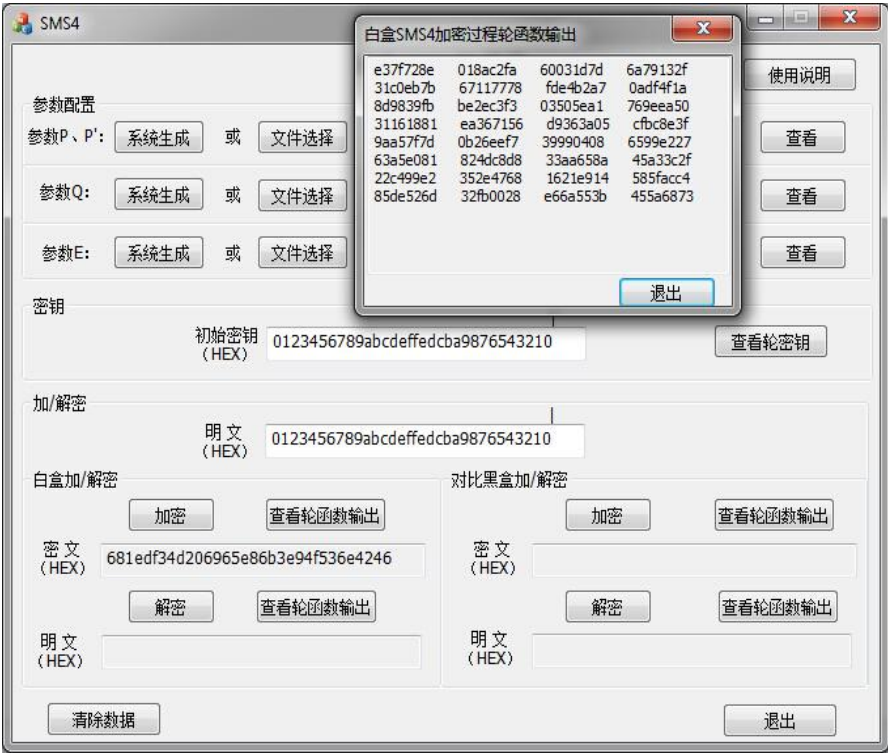 SMS4
白盒SMS4加密过程轮函数输出
e37f728e 018ac2fa 60031d7d 6a79132f
31c0eb7b 67117778 fde4b2a7 0adf4f1a
8d9839fb be2ec3f3 03505ea1 769eea50
31161881 ea367156 d9363a05 cfbc8e3f
9aa57f7d 0b26eef7 39990408 6599e227
63a5e081 824dc8d8 33aa658a 45a33c2f
22c499e2 352e4768 1621e914 585facc4
85de526d 32fb0028 e66a553b 455a6873
退出
使用说明
参数配置
参数P、P': 系统生成 或 文件选择 查看
参数Q: 系统生成 或 文件选择 查看
参数E: 系统生成 或 文件选择 查看
密钥
初始密钥 0123456789abcdeffedcba9876543210 查看轮密钥
(HEX)
加/解密
明文 0123456789abcdeffedcba9876543210
(HEX)
白盒加/解密
加密 查看轮函数输出
密文 681edf34d206965e86b3e94f536e4246
(HEX)
解密 查看轮函数输出
明文
(HEX)
对比黑盒加/解密
加密 查看轮函数输出
密文
(HEX)
解密 查看轮函数输出
明文
(HEX)
清除数据 退出